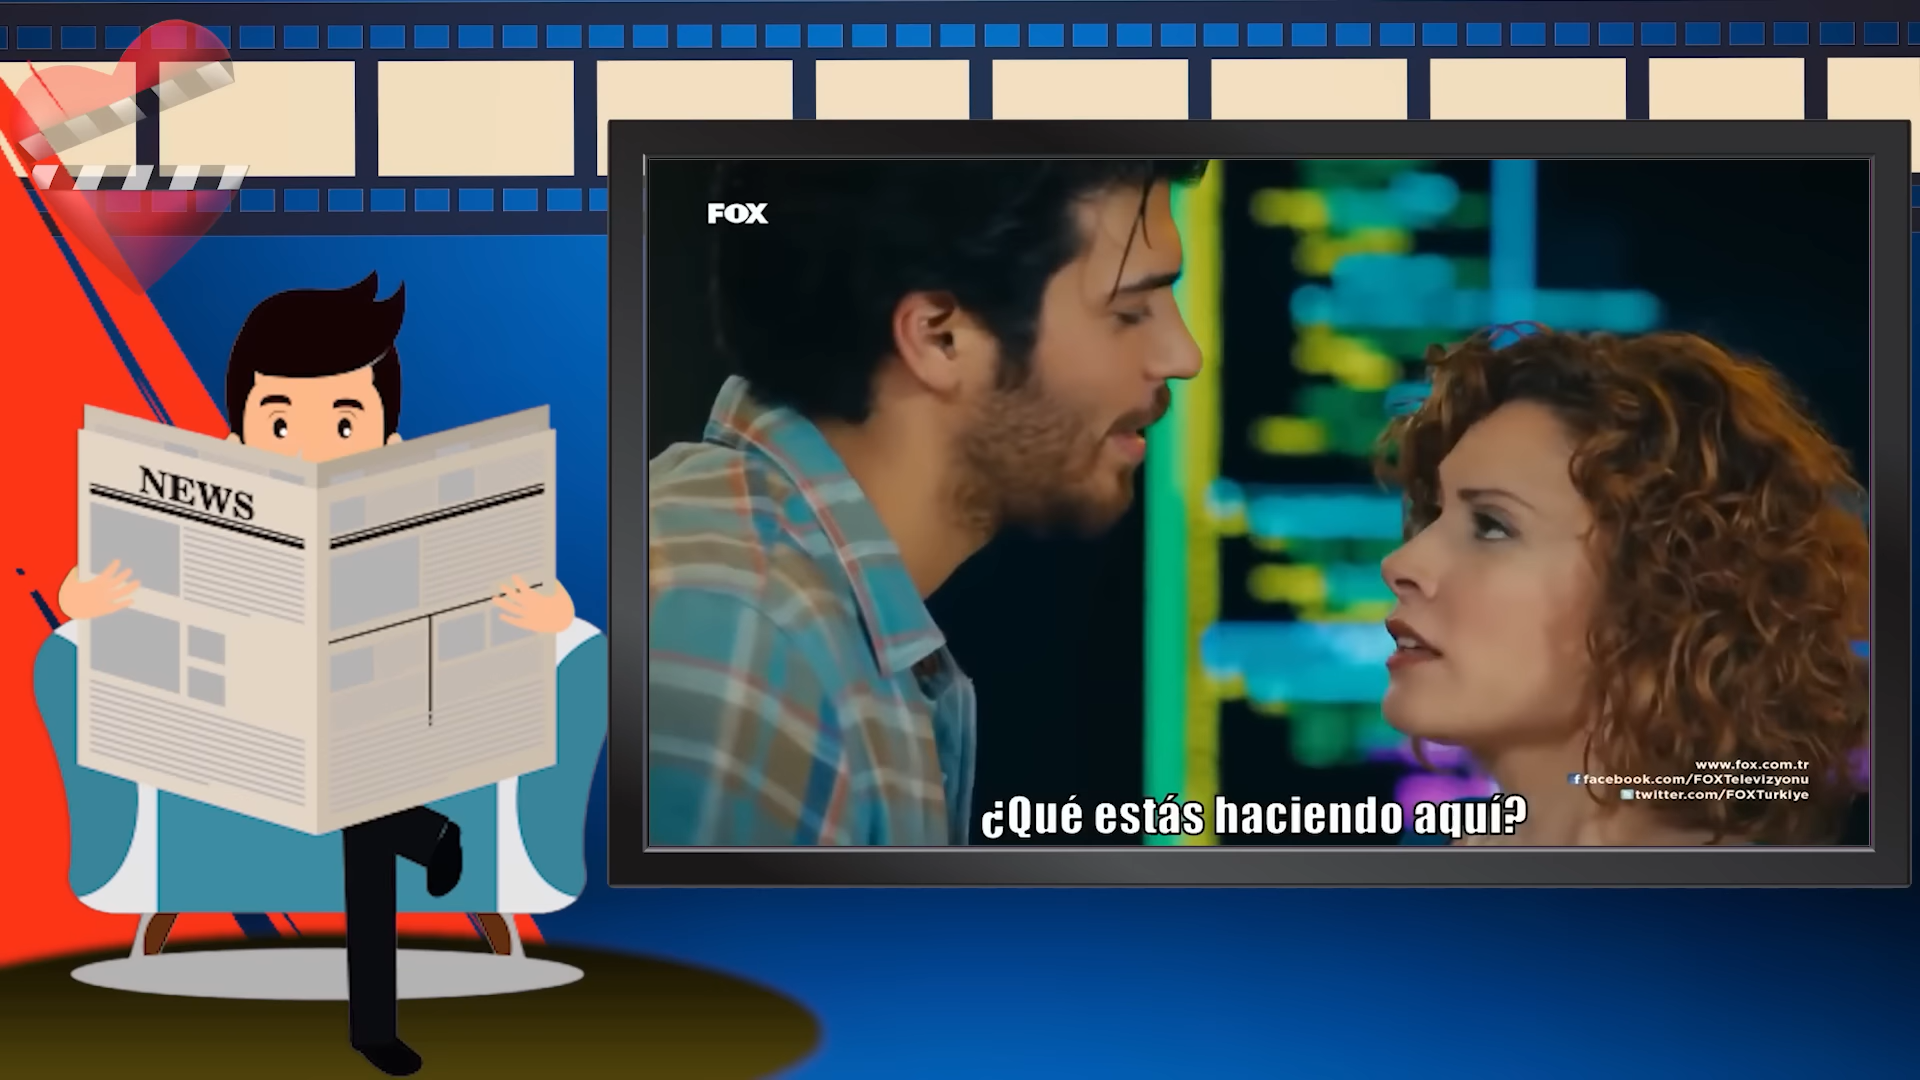 FOX
NEWS
www.fox.com.tr
facebook.com/FOXTelevizyonu
twitter.com/FOXTurkiye
¿Qué estás haciendo aquí?